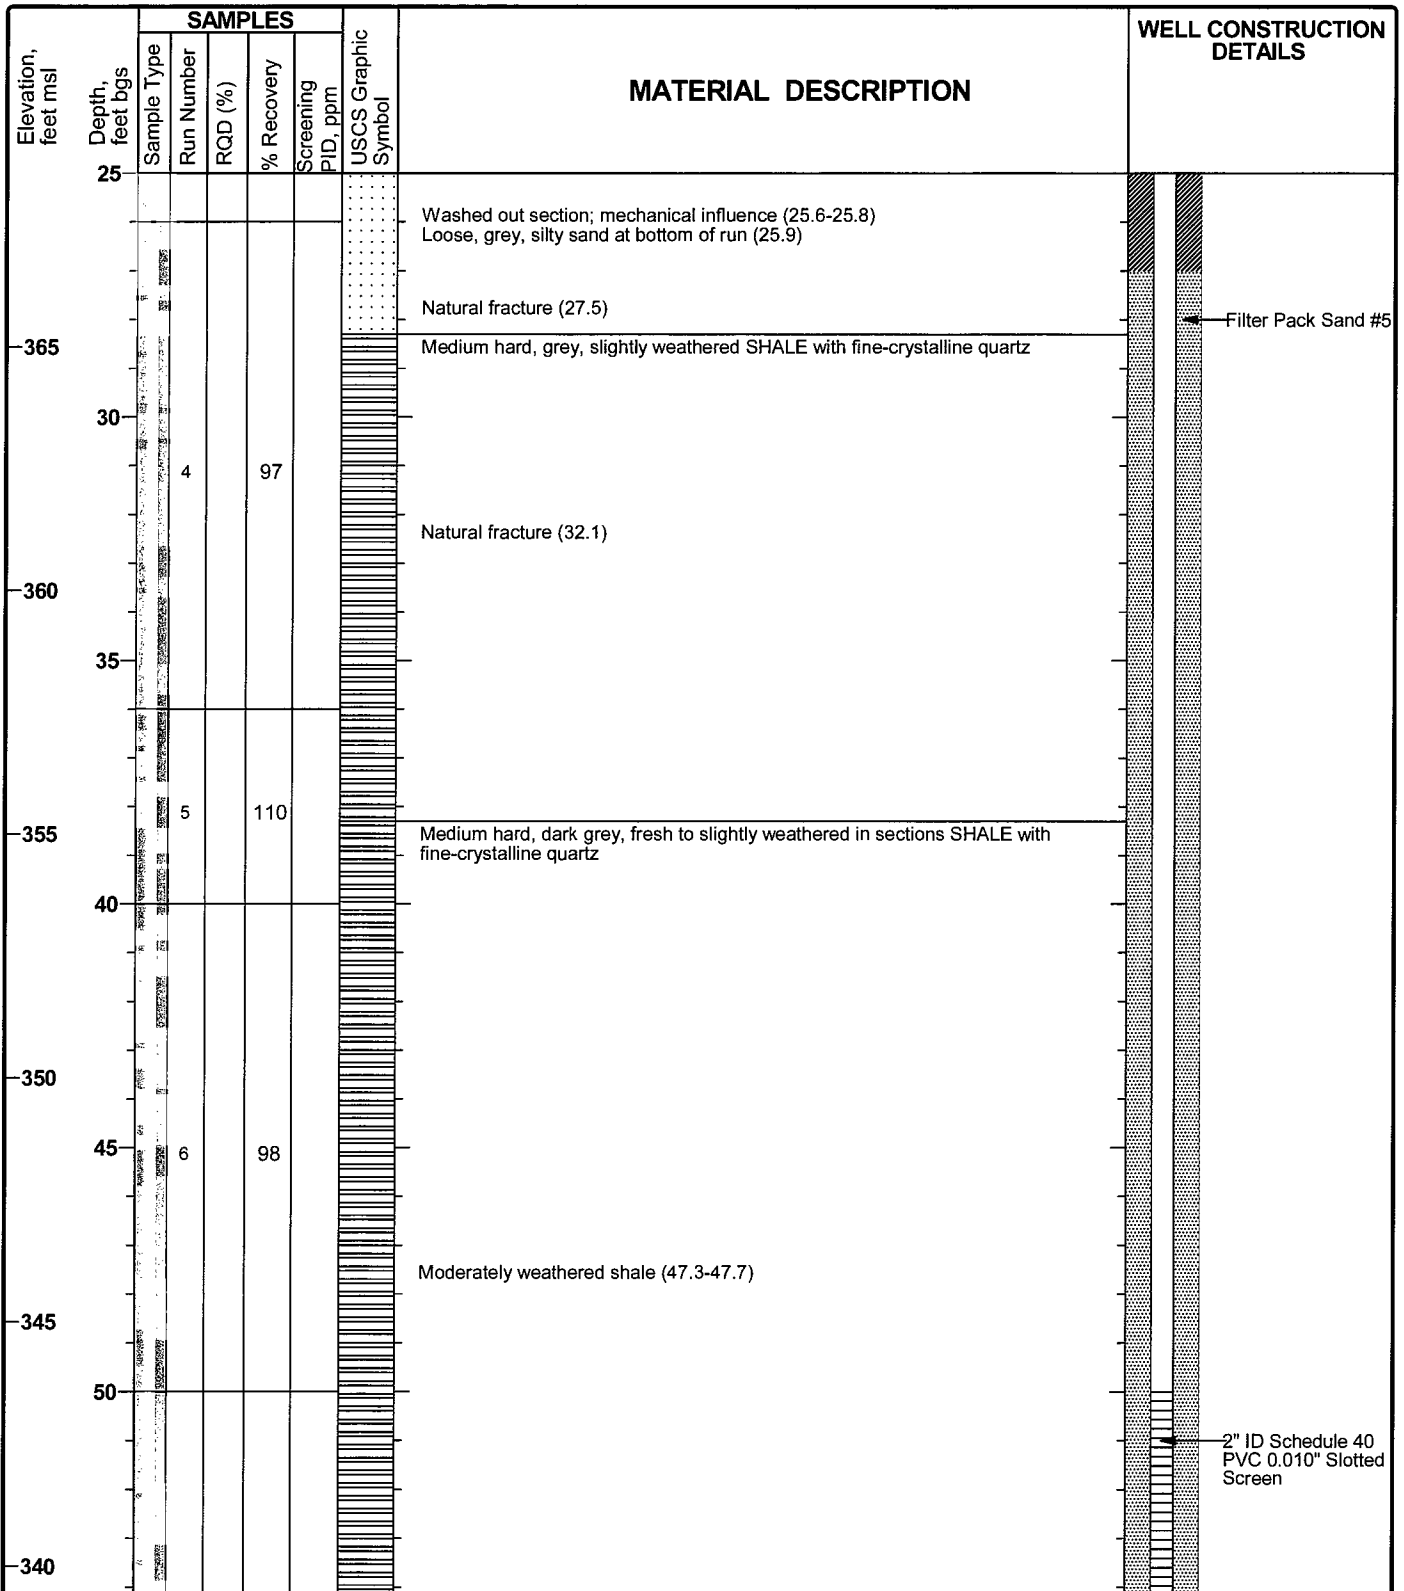 SAMPLES
WELL CONSTRUCTION
DETAILS
Elevation,
feet msl
Depth,
feet bgs
Sample Type
Run Number
RQD (%)
% Recovery
Screening
PID, ppm
USCS Graphic
Symbol
MATERIAL DESCRIPTION
25
Washed out section; mechanical influence (25.6-25.8)
Loose, grey, silty sand at bottom of run (25.9)
Natural fracture (27.5)
Filter Pack Sand #5
365
Medium hard, grey, slightly weathered SHALE with fine-crystalline quartz
30
4
97
Natural fracture (32.1)
360
35
5
110
355
Medium hard, dark grey, fresh to slightly weathered in sections SHALE with
fine-crystalline quartz
40
350
45
6
98
Moderately weathered shale (47.3-47.7)
345
50
2" ID Schedule 40
PVC 0.010" Slotted
Screen
340